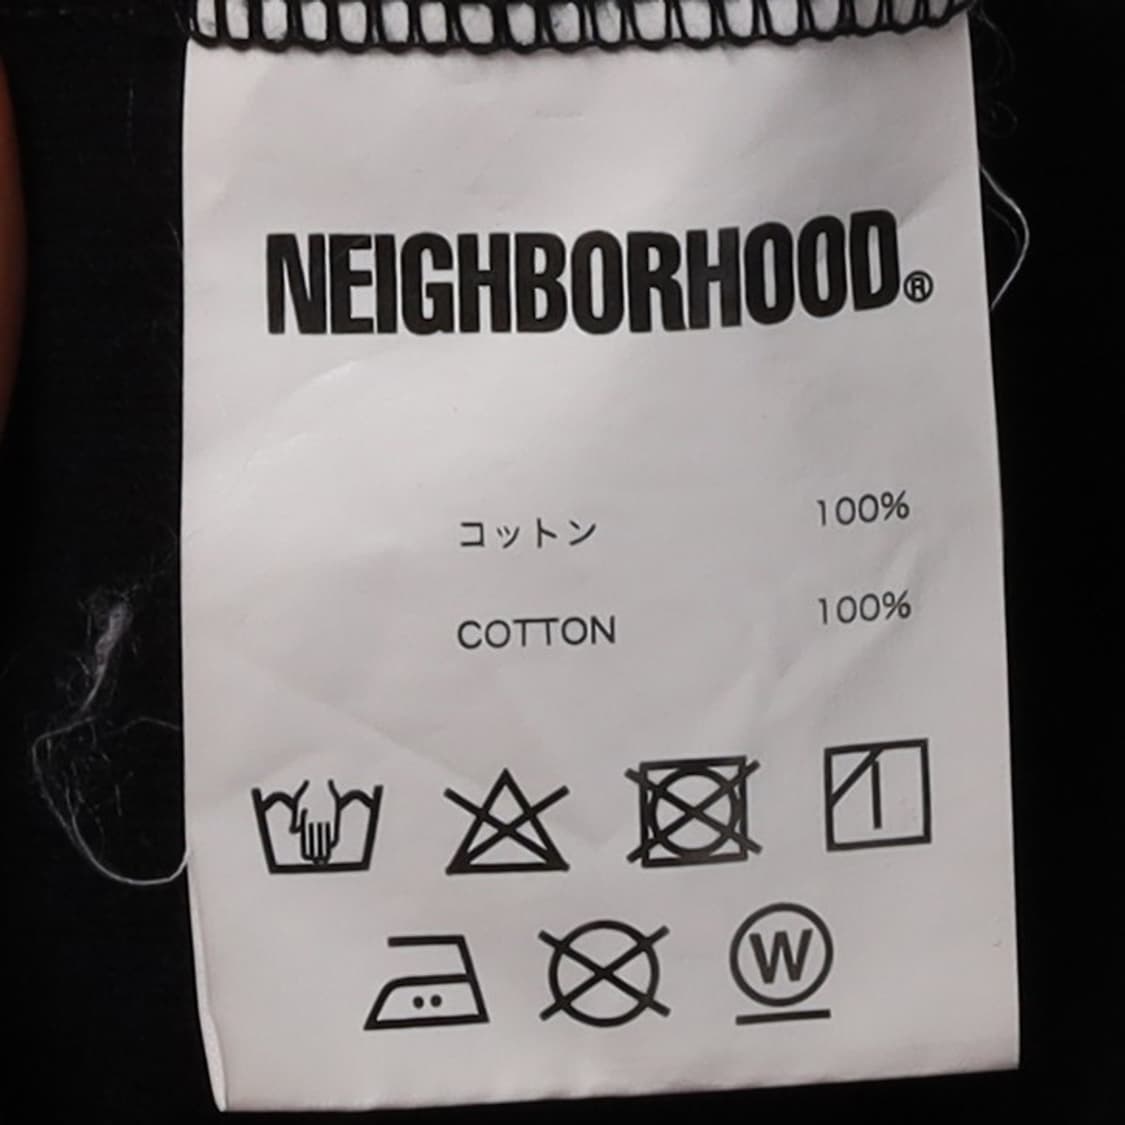 NEIGHBORHOOD®
コットン 100%
COTTON 100%
W